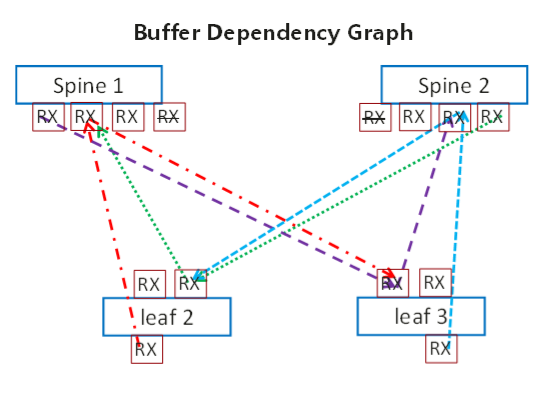 Buffer Dependency Graph
Spine 1
Spine 2
RX RX RX RX
RX RX RX RX
RX RX
RX RX
leaf 2
leaf 3
RX
RX